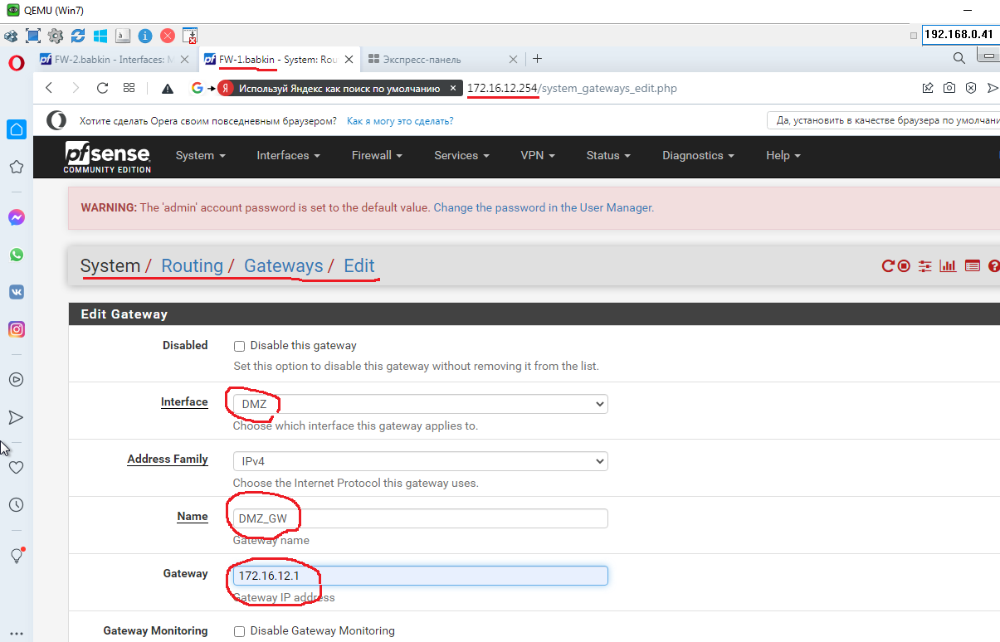 QEMU (Win7)
192.168.0.41
FW-2.babkin - Interfaces: M
FW-1.babkin - System: Rou
Экспресс-панель
Используй Яндекс как поиск по умолчанию
172.16.12.254/system_gateways_edit.php
Хотите сделать Opera своим повседневным браузером? Как я могу это сделать?
Да, установить в качестве браузера по умолчани
pfsense
COMMUNITY EDITION
System
Interfaces
Firewall
Services
VPN
Status
Diagnostics
Help
WARNING: The 'admin' account password is set to the default value. Change the password in the User Manager.
System / Routing / Gateways / Edit
Edit Gateway
Disabled
Disable this gateway
Set this option to disable this gateway without removing it from the list.
Interface
DMZ
Choose which interface this gateway applies to.
Address Family
IPv4
Choose the Internet Protocol this gateway uses.
Name
DMZ_GW
Gateway name
Gateway
172.16.12.1
Gateway IP address
Gateway Monitoring
Disable Gateway Monitoring